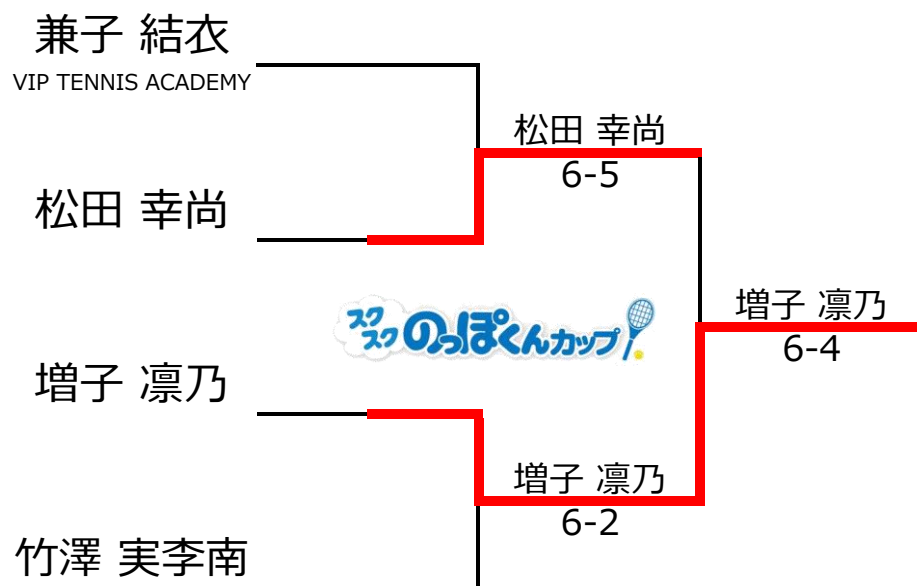 兼子 結衣
VIP TENNIS ACADEMY
松田 幸尚
6-5
松田 幸尚
スクスク のっぽくんカップ
増子 凛乃
6-4
増子 凛乃
増子 凛乃
6-2
竹澤 実李南